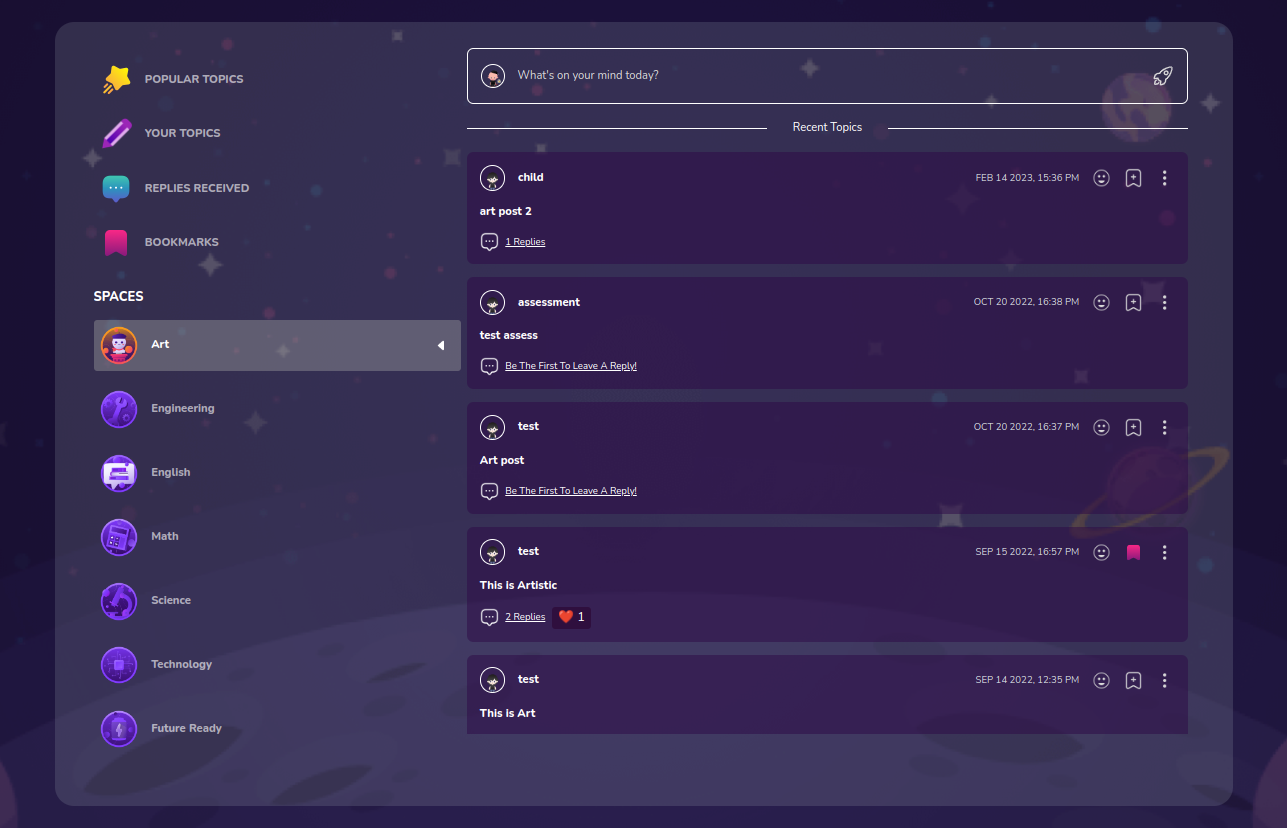 POPULAR TOPICS
YOUR TOPICS
REPLIES RECEIVED
BOOKMARKS
SPACES
Art
Engineering
English
Math
Science
Technology
Future Ready
What's on your mind today?
Recent Topics
child
FEB 14 2023, 15:36 PM
art post 2
1 Replies
assessment
OCT 20 2022, 16:38 PM
test assess
Be The First To Leave A Reply!
test
OCT 20 2022, 16:37 PM
Art post
Be The First To Leave A Reply!
test
SEP 15 2022, 16:57 PM
This is Artistic
2 Replies ❤️ 1
test
SEP 14 2022, 12:35 PM
This is Art